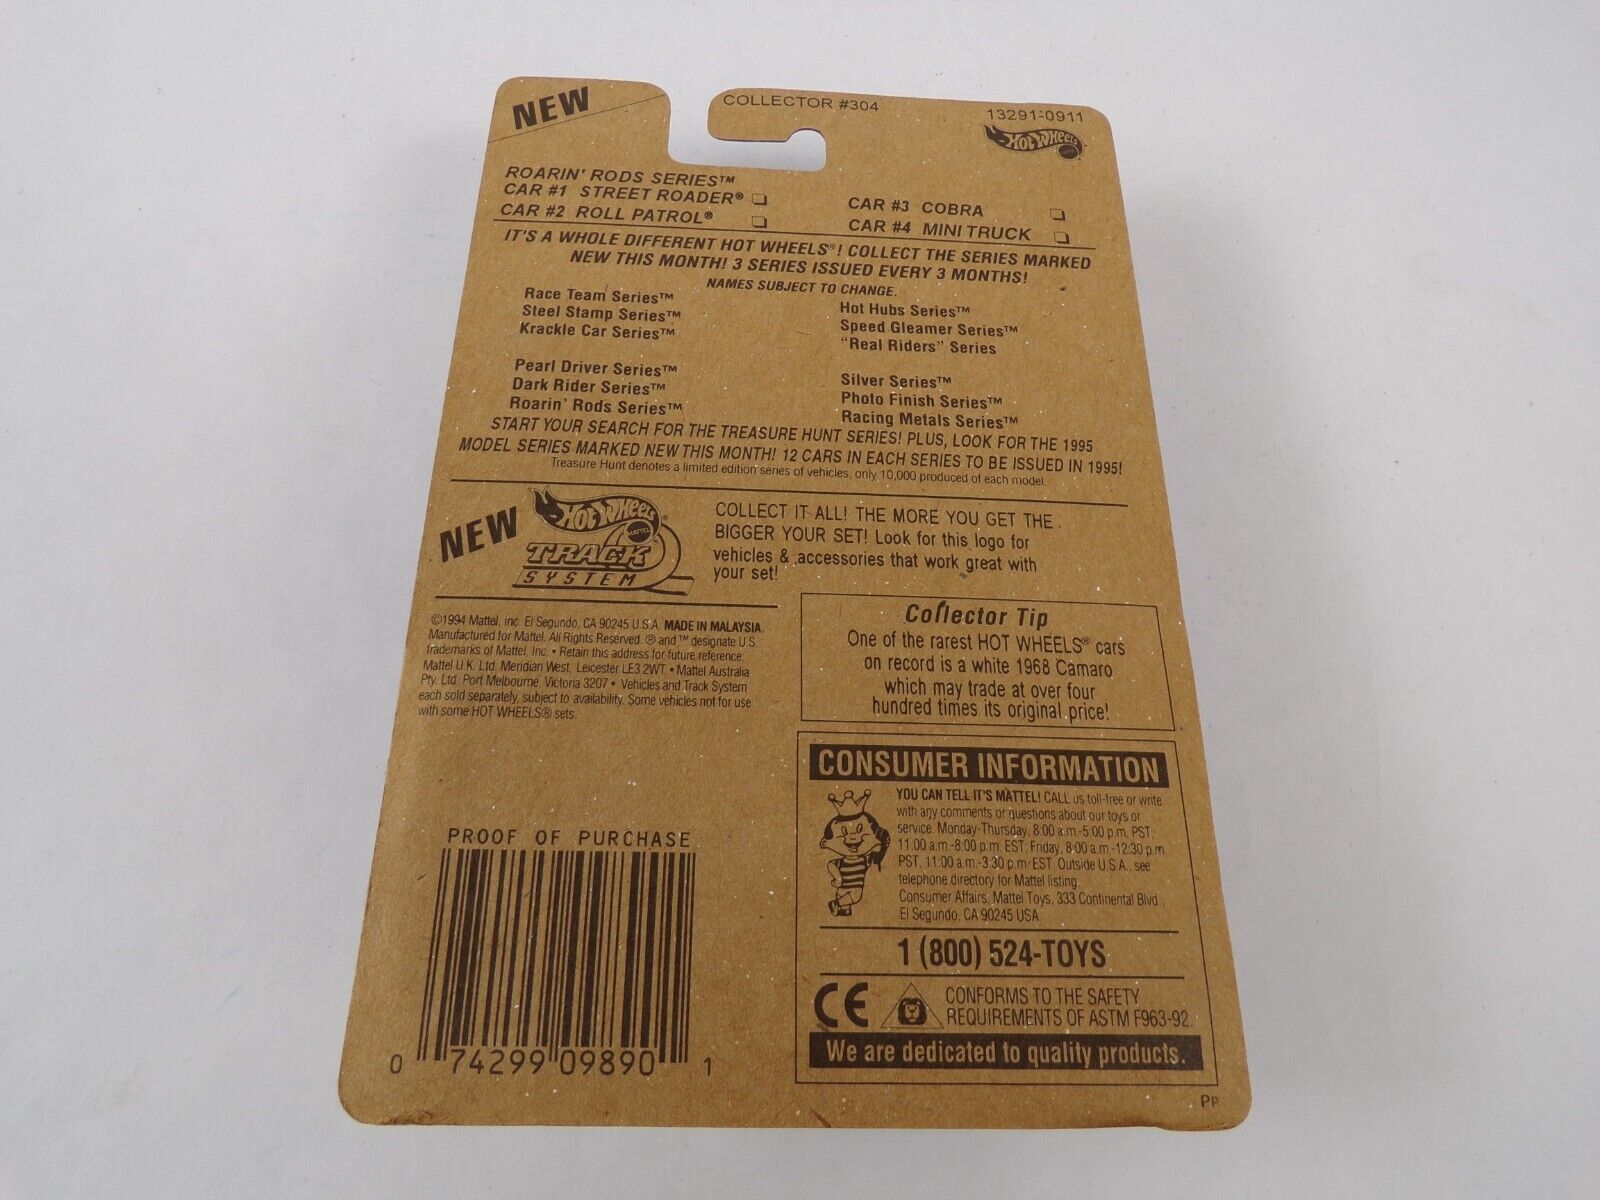 NEW
COLLECTOR #304
13291-0911
HOT WHEELS
ROARIN' RODS SERIES™
CAR #1 STREET ROADER® ❏
CAR #2 ROLL PATROL® ❏
CAR #3 COBRA ❏
CAR #4 MINI TRUCK ❏
IT'S A WHOLE DIFFERENT HOT WHEELS®! COLLECT THE SERIES MARKED
NEW THIS MONTH! 3 SERIES ISSUED EVERY 3 MONTHS!
NAMES SUBJECT TO CHANGE.
Race Team Series™
Steel Stamp Series™
Krackle Car Series™
Pearl Driver Series™
Dark Rider Series™
Roarin' Rods Series™
Hot Hubs Series™
Speed Gleamer Series™
"Real Riders" Series
Silver Series™
Photo Finish Series™
Racing Metals Series™
START YOUR SEARCH FOR THE TREASURE HUNT SERIES! PLUS, LOOK FOR THE 1995
MODEL SERIES MARKED NEW THIS MONTH! 12 CARS IN EACH SERIES TO BE ISSUED IN 1995!
Treasure Hunt denotes a limited edition series of vehicles, only 10,000 produced of each model.
NEW
HOT WHEELS
MATTEL
TRACK
SYSTEM
COLLECT IT ALL! THE MORE YOU GET THE
BIGGER YOUR SET! Look for this logo for
vehicles & accessories that work great with
your set!
©1994 Mattel, Inc. El Segundo, CA 90245 U.S.A. MADE IN MALAYSIA.
Manufactured for Mattel. All Rights Reserved. ® and ™ designate U.S.
trademarks of Mattel, Inc. • Retain this address for future reference:
Mattel U.K. Ltd. Meridian West, Leicester LE3 2WT. • Mattel Australia
Pty. Ltd. Port Melbourne. Victoria 3207 • Vehicles and Track System
each sold separately, subject to availability. Some vehicles not for use
with some HOT WHEELS® sets.
Collector Tip
One of the rarest HOT WHEELS® cars
on record is a white 1968 Camaro
which may trade at over four
hundred times its original price!
CONSUMER INFORMATION
YOU CAN TELL IT'S MATTEL! CALL us toll-free or write
with any comments or questions about our toys or
service. Monday-Thursday, 8:00 a.m.-5:00 p.m. PST,
11:00 a.m.-8:00 p.m. EST; Friday, 8:00 a.m.-12:30 p.m.
PST, 11:00 a.m.-3:30 p.m. EST. Outside U.S.A., see
telephone directory for Mattel listing.
Consumer Affairs, Mattel Toys, 333 Continental Blvd.,
El Segundo, CA 90245 USA
1 (800) 524-TOYS
CE
CONFORMS TO THE SAFETY
REQUIREMENTS OF ASTM F963-92.
We are dedicated to quality products.
PROOF OF PURCHASE
0 74299 09890 1
PP